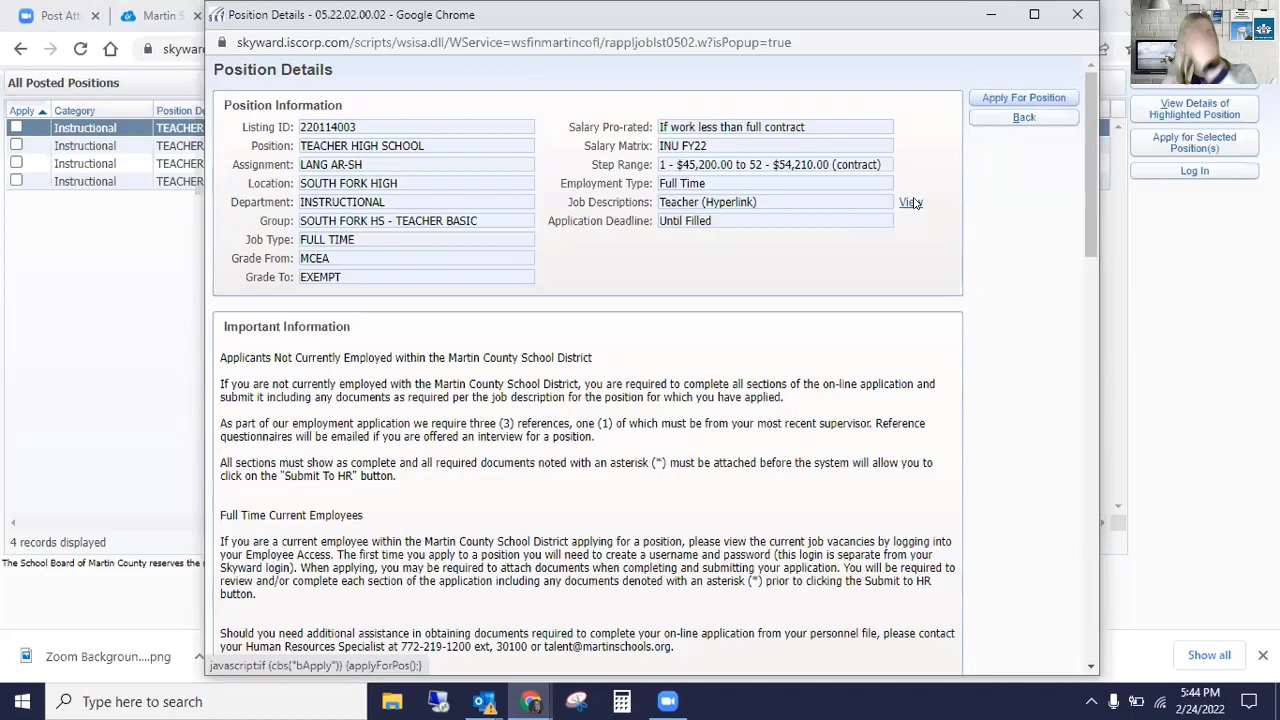 Post Att
Martin S
Position Details - 05.22.02.00.02 - Google Chrome
skyward.iscorp.com/scripts/wsisa.dll/WService=wsfinmartincofl/rappljoblst0502.w?isPopup=true
skywar
All Posted Positions
Apply Category Position De
Instructional TEACHER
Instructional TEACHER
Instructional TEACHER
Instructional TEACHER
4 records displayed
The School Board of Martin County reserves the r
Position Details
Position Information
Listing ID: 220114003
Position: TEACHER HIGH SCHOOL
Assignment: LANG AR-SH
Location: SOUTH FORK HIGH
Department: INSTRUCTIONAL
Group: SOUTH FORK HS - TEACHER BASIC
Job Type: FULL TIME
Grade From: MCEA
Grade To: EXEMPT
Salary Pro-rated: If work less than full contract
Salary Matrix: INU FY22
Step Range: 1 - $45,200.00 to 52 - $54,210.00 (contract)
Employment Type: Full Time
Job Descriptions: Teacher (Hyperlink) View
Application Deadline: Until Filled
Apply For Position
Back
View Details of
Highlighted Position
Apply for Selected
Position(s)
Log In
Important Information
Applicants Not Currently Employed within the Martin County School District
If you are not currently employed with the Martin County School District, you are required to complete all sections of the on-line application and
submit it including any documents as required per the job description for the position for which you have applied.
As part of our employment application we require three (3) references, one (1) of which must be from your most recent supervisor. Reference
questionnaires will be emailed if you are offered an interview for a position.
All sections must show as complete and all required documents noted with an asterisk (*) must be attached before the system will allow you to
click on the "Submit To HR" button.
Full Time Current Employees
If you are a current employee within the Martin County School District applying for a position, please view the current job vacancies by logging into
your Employee Access. The first time you apply to a position you will need to create a username and password (this login is separate from your
Skyward login). When applying, you may be required to attach documents when completing and submitting your application. You will be required to
review and/or complete each section of the application including any documents denoted with an asterisk (*) prior to clicking the Submit to HR
button.
Should you need additional assistance in obtaining documents required to complete your on-line application from your personnel file, please contact
your Human Resources Specialist at 772-219-1200 ext, 30100 or talent@martinschools.org.
javascript:if (cbs("bApply")) {applyForPos();}
Zoom Backgroun....png
Show all
Type here to search
5:44 PM
2/24/2022